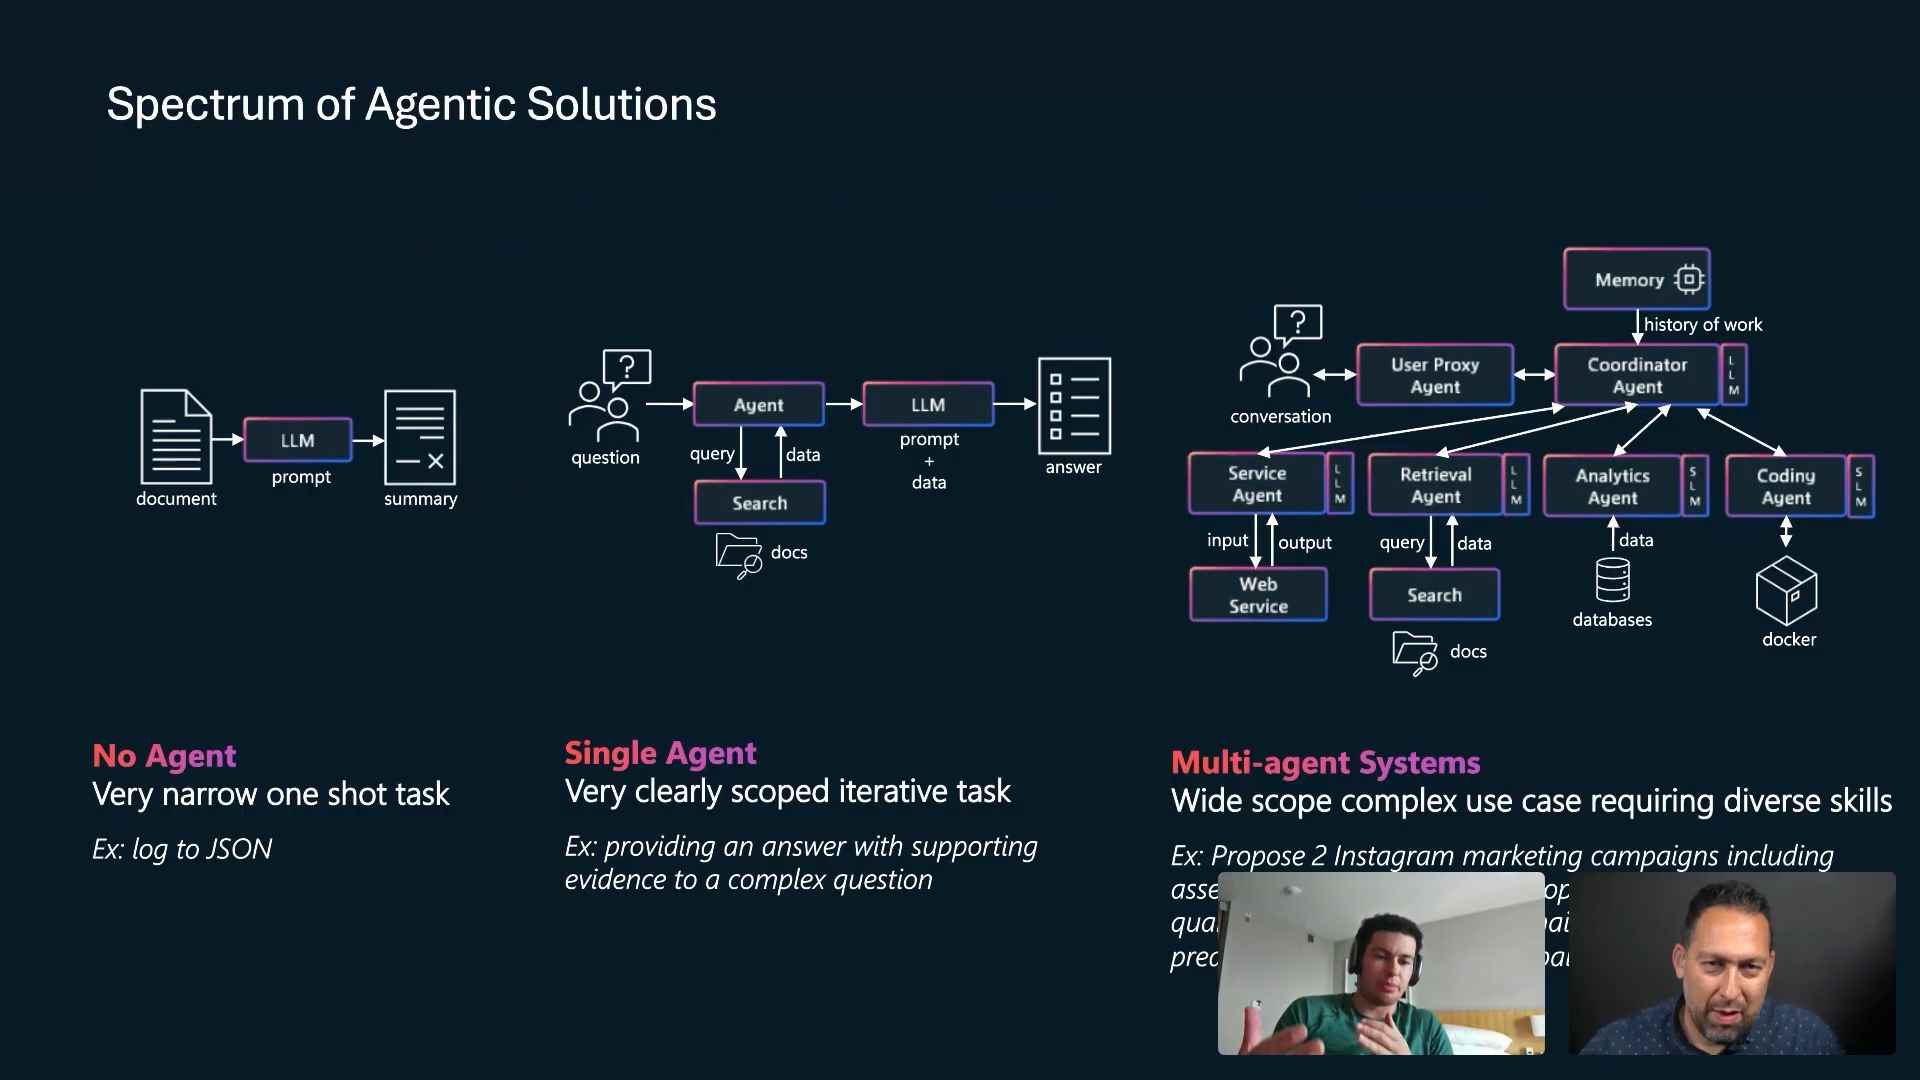 Spectrum of Agentic Solutions
document
LLM
prompt
summary
question
?
Agent
query
data
Search
docs
LLM
prompt
+
data
answer
?
conversation
User Proxy
Agent
Memory
history of work
Coordinator
Agent
LLM
Service
Agent
LLM
input
output
Web
Service
Retrieval
Agent
LLM
query
data
Search
docs
Analytics
Agent
SLM
data
databases
Coding
Agent
SLM
docker
No Agent
Very narrow one shot task
Ex: log to JSON
Single Agent
Very clearly scoped iterative task
Ex: providing an answer with supporting
evidence to a complex question
Multi-agent Systems
Wide scope complex use case requiring diverse skills
Ex: Propose 2 Instagram marketing campaigns including